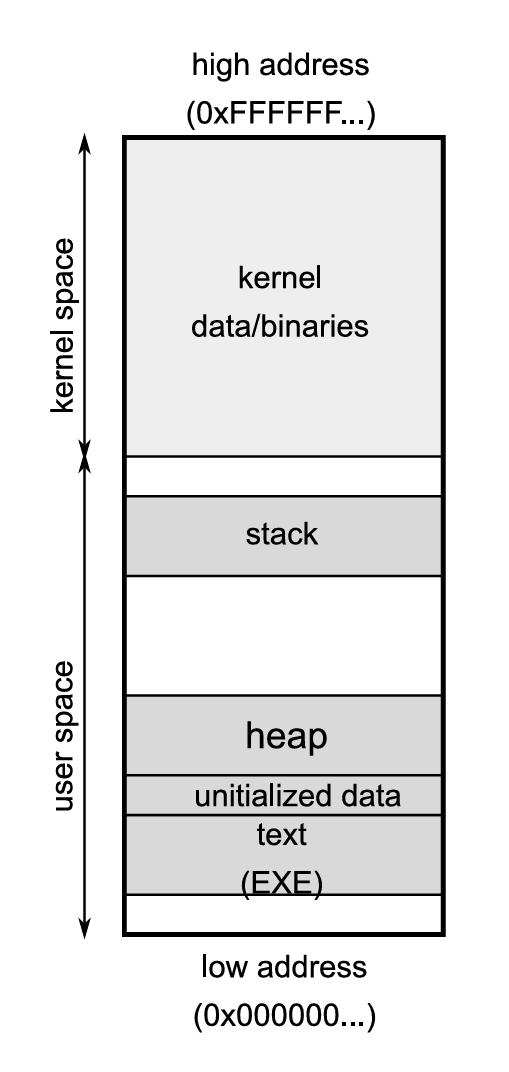 high address
(0xFFFFFF...)
kernel space
kernel
data/binaries
stack
user space
heap
unitialized data
text
(EXE)
low address
(0x000000...)